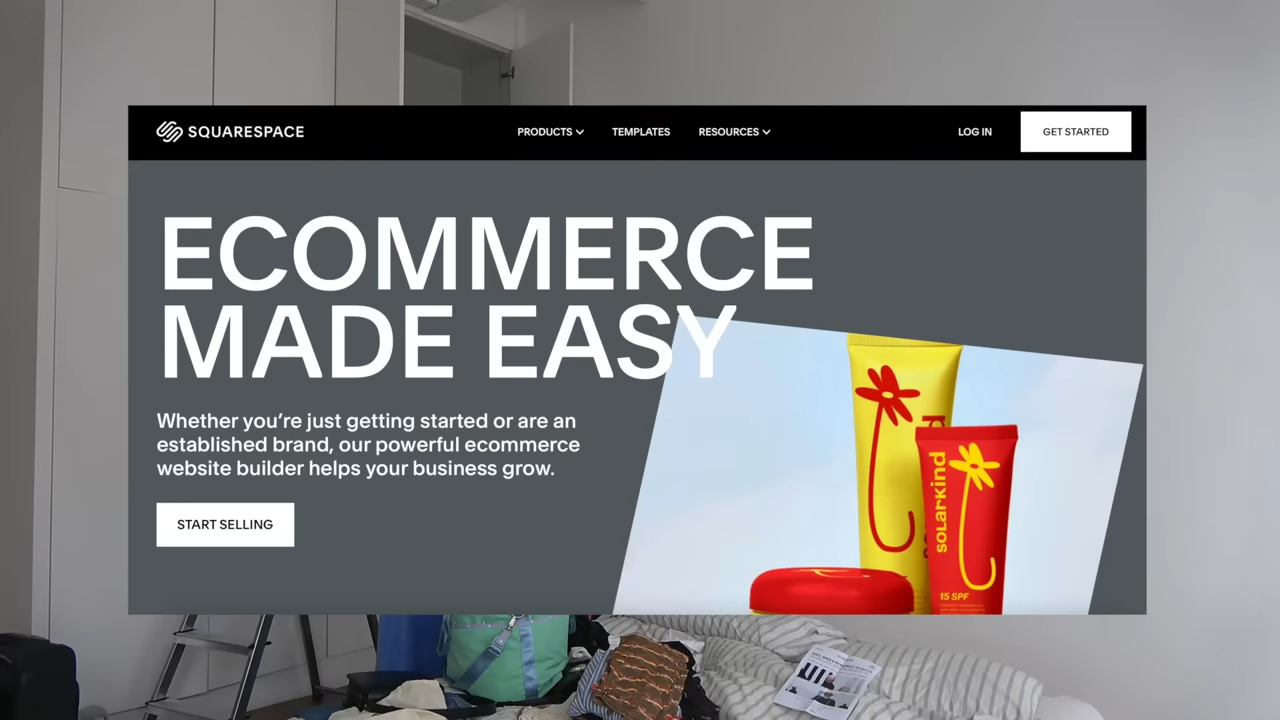 SQUARESPACE
PRODUCTS
TEMPLATES
RESOURCES
LOG IN
GET STARTED
ECOMMERCE
MADE EASY
Whether you're just getting started or are an
established brand, our powerful ecommerce
website builder helps your business grow.
START SELLING
SOLARKIND
15 SPF